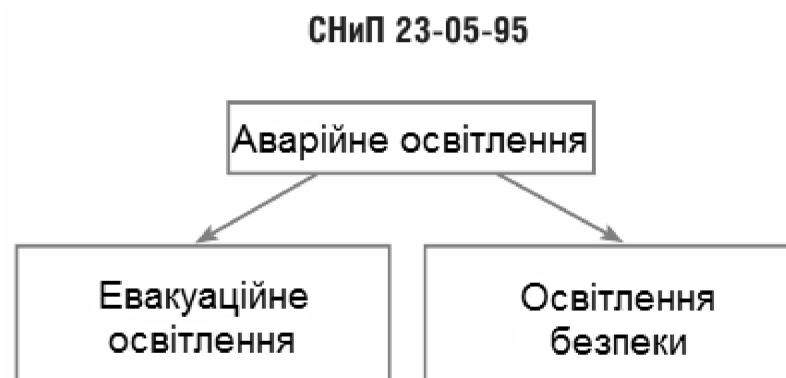 СНиП 23-05-95
Аварійне освітлення
Евакуаційне
освітлення
Освітлення
безпеки